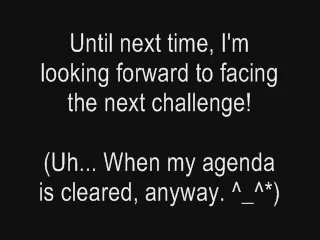 Until next time, I'm
looking forward to facing
the next challenge!
(Uh... When my agenda
is cleared, anyway. ^_^*)